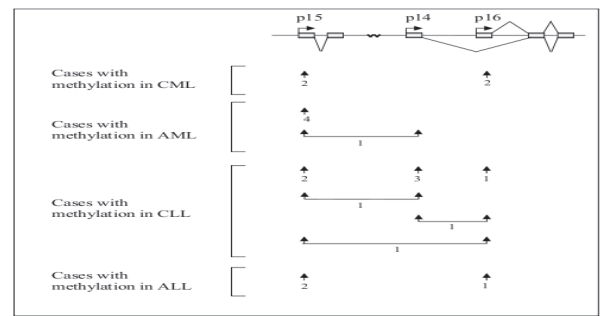 p15 p14 p16
Cases with
methylation in CML
2 2
Cases with
methylation in AML
4
1
Cases with
methylation in CLL
2 3 1
1
1
1
Cases with
methylation in ALL
2 1